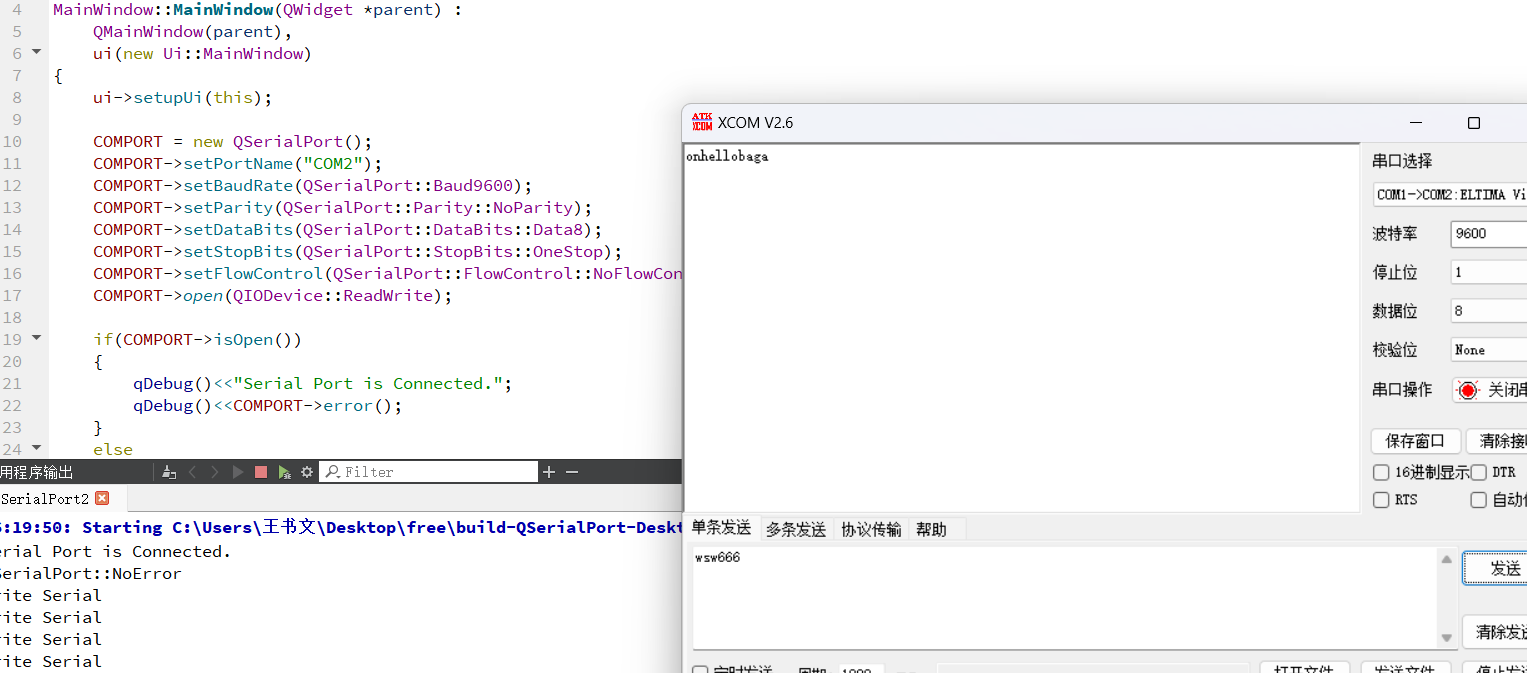 4 MainWindow::MainWindow(QWidget *parent) :
5 QMainWindow(parent),
6 ui(new Ui::MainWindow)
7 {
8 ui->setupUi(this);
9
10 COMPORT = new QSerialPort();
11 COMPORT->setPortName("COM2");
12 COMPORT->setBaudRate(QSerialPort::Baud9600);
13 COMPORT->setParity(QSerialPort::Parity::NoParity);
14 COMPORT->setDataBits(QSerialPort::DataBits::Data8);
15 COMPORT->setStopBits(QSerialPort::StopBits::OneStop);
16 COMPORT->setFlowControl(QSerialPort::FlowControl::NoFlowCon
17 COMPORT->open(QIODevice::ReadWrite);
18
19 if(COMPORT->isOpen())
20 {
21 qDebug()<<"Serial Port is Connected.";
22 qDebug()<<COMPORT->error();
23 }
24 else
用程序输出
Filter
SerialPort2
:19:50: Starting C:\Users\王书文\Desktop\free\build-QSerialPort-Deskt
erial Port is Connected.
SerialPort::NoError
rite Serial
rite Serial
rite Serial
rite Serial
ATK XCOM
XCOM V2.6
onhellobaga
串口选择
COM1->COM2:ELTIMA Vi
波特率 9600
停止位 1
数据位 8
校验位 None
串口操作 关闭串
保存窗口 清除接收
16进制显示 DTR
RTS 自动
单条发送 多条发送 协议传输 帮助
wsw666
发送
清除发送
定时发送 周期: 1000
打开文件 发送文件 停止发送